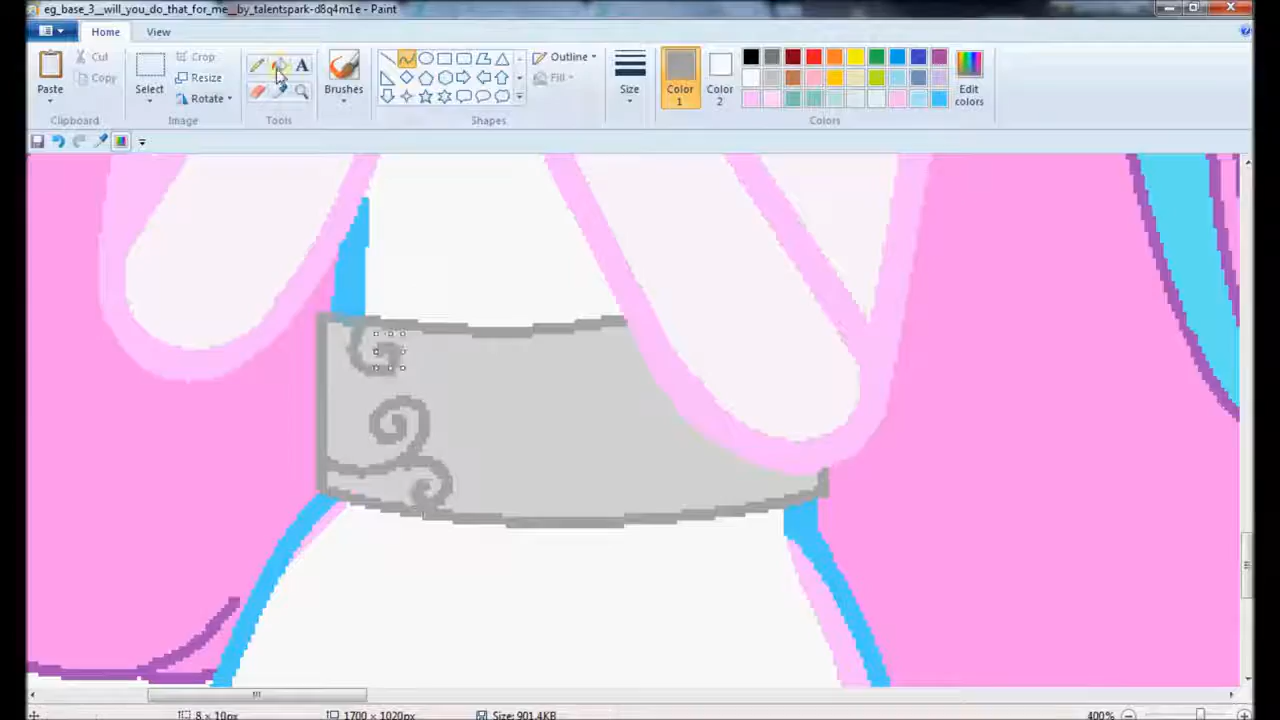 eg_base_3__will_you_do_that_for_me__by_talentspark-d8q4m1e - Paint
Home View
Paste Cut Copy Clipboard
Select Crop Resize Rotate Image
A Tools
Brushes
Outline Fill Shapes
Size
Color 1 Color 2 Edit colors Colors
8 × 10px 1700 × 1020px Size: 901.4KB 400%